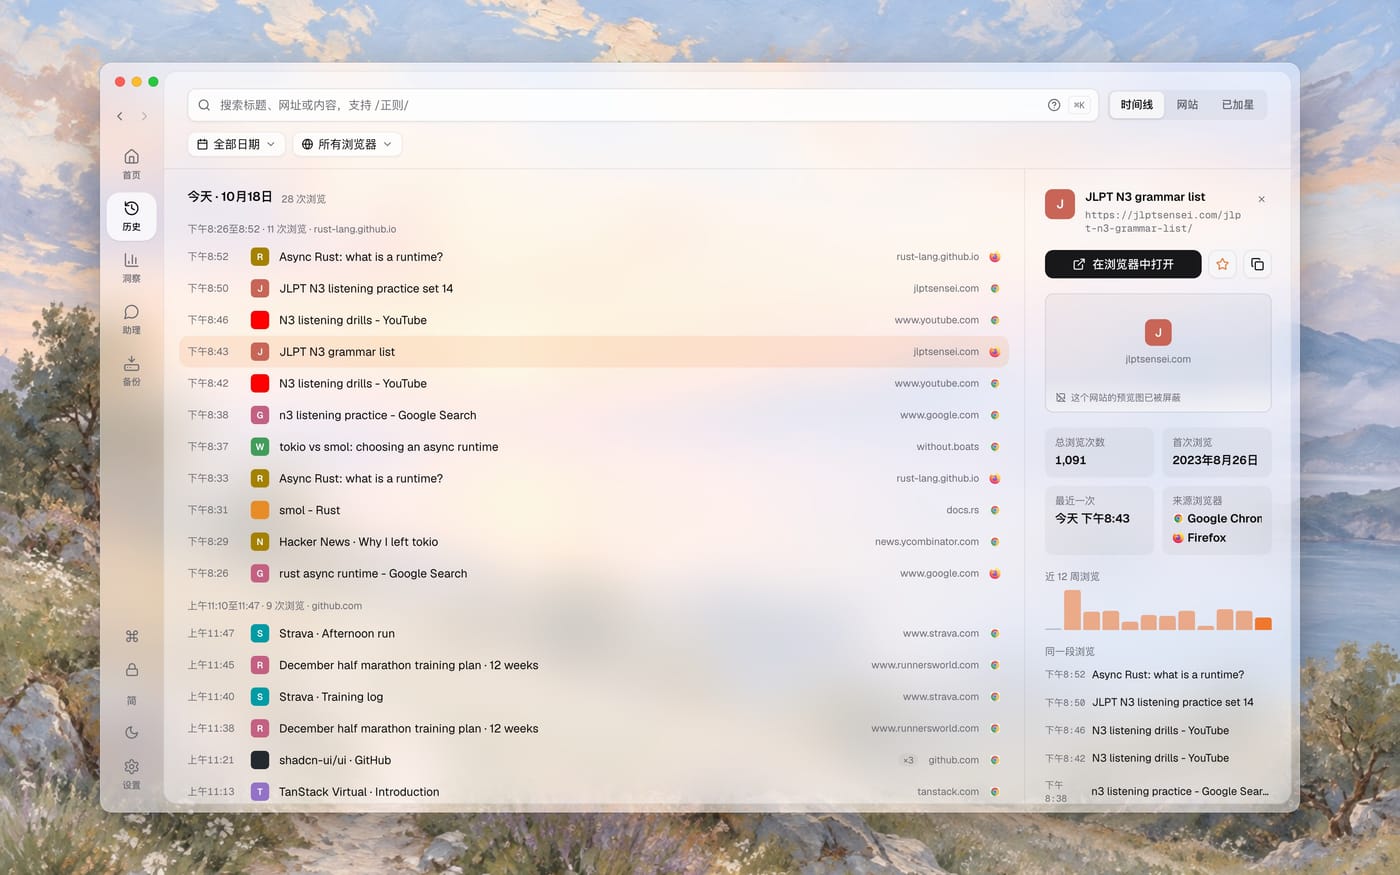 搜索标题、网址或内容，支持 /正则/
⌘K
时间线
网站
已加星
全部日期
所有浏览器
首页
历史
洞察
助理
备份
简
设置
今天 · 10月18日 28 次浏览
下午8:26至8:52 · 11 次浏览 · rust-lang.github.io
下午8:52 R Async Rust: what is a runtime? rust-lang.github.io
下午8:50 J JLPT N3 listening practice set 14 jlptsensei.com
下午8:46 N3 listening drills - YouTube www.youtube.com
下午8:43 J JLPT N3 grammar list jlptsensei.com
下午8:42 N3 listening drills - YouTube www.youtube.com
下午8:38 G n3 listening practice - Google Search www.google.com
下午8:37 W tokio vs smol: choosing an async runtime without.boats
下午8:33 R Async Rust: what is a runtime? rust-lang.github.io
下午8:31 smol - Rust docs.rs
下午8:29 N Hacker News · Why I left tokio news.ycombinator.com
下午8:26 G rust async runtime - Google Search www.google.com
上午11:10至11:47 · 9 次浏览 · github.com
上午11:47 S Strava · Afternoon run www.strava.com
上午11:45 R December half marathon training plan · 12 weeks www.runnersworld.com
上午11:40 S Strava · Training log www.strava.com
上午11:38 R December half marathon training plan · 12 weeks www.runnersworld.com
上午11:21 shadcn-ui/ui · GitHub ×3 github.com
上午11:13 T TanStack Virtual · Introduction tanstack.com
J
JLPT N3 grammar list
https://jlptsensei.com/jlp
t-n3-grammar-list/
在浏览器中打开
J
jlptsensei.com
这个网站的预览图已被屏蔽
总浏览次数
1,091
首次浏览
2023年8月26日
最近一次
今天 下午8:43
来源浏览器
Google Chron
Firefox
近 12 周浏览
同一段浏览
下午8:52 Async Rust: what is a runtime?
下午8:50 JLPT N3 listening practice set 14
下午8:46 N3 listening drills - YouTube
下午8:42 N3 listening drills - YouTube
下午
8:38 n3 listening practice - Google Sear...